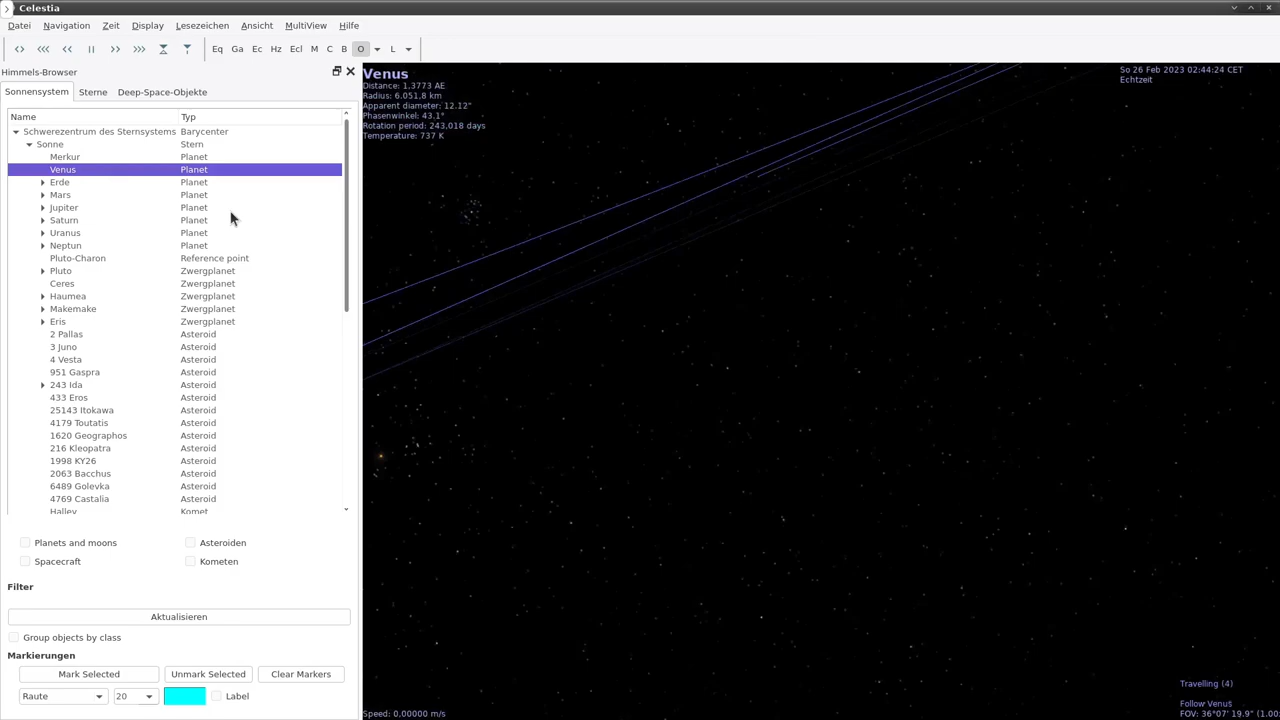 Celestia
Datei Navigation Zeit Display Lesezeichen Ansicht MultiView Hilfe
Eq Ga Ec Hz Ecl M C B O L
Himmels-Browser
Sonnensystem Sterne Deep-Space-Objekte
Name Typ
Schwerezentrum des Sternsystems Barycenter
Sonne Stern
Merkur Planet
Venus Planet
Erde Planet
Mars Planet
Jupiter Planet
Saturn Planet
Uranus Planet
Neptun Planet
Pluto-Charon Reference point
Pluto Zwergplanet
Ceres Zwergplanet
Haumea Zwergplanet
Makemake Zwergplanet
Eris Zwergplanet
2 Pallas Asteroid
3 Juno Asteroid
4 Vesta Asteroid
951 Gaspra Asteroid
243 Ida Asteroid
433 Eros Asteroid
25143 Itokawa Asteroid
4179 Toutatis Asteroid
1620 Geographos Asteroid
216 Kleopatra Asteroid
1998 KY26 Asteroid
2063 Bacchus Asteroid
6489 Golevka Asteroid
4769 Castalia Asteroid
Halley Komet
Planets and moons Asteroiden
Spacecraft Kometen
Filter
Aktualisieren
Group objects by class
Markierungen
Mark Selected Unmark Selected Clear Markers
Raute 20 Label
Venus
Distance: 1,3773 AE
Radius: 6.051,8 km
Apparent diameter: 12.12"
Phasenwinkel: 43.1°
Rotation period: 243,018 days
Temperature: 737 K
So 26 Feb 2023 02:44:24 CET
Echtzeit
Travelling (4)
Follow Venus
Speed: 0,00000 m/s
FOV: 36°07' 19.9" (1.00